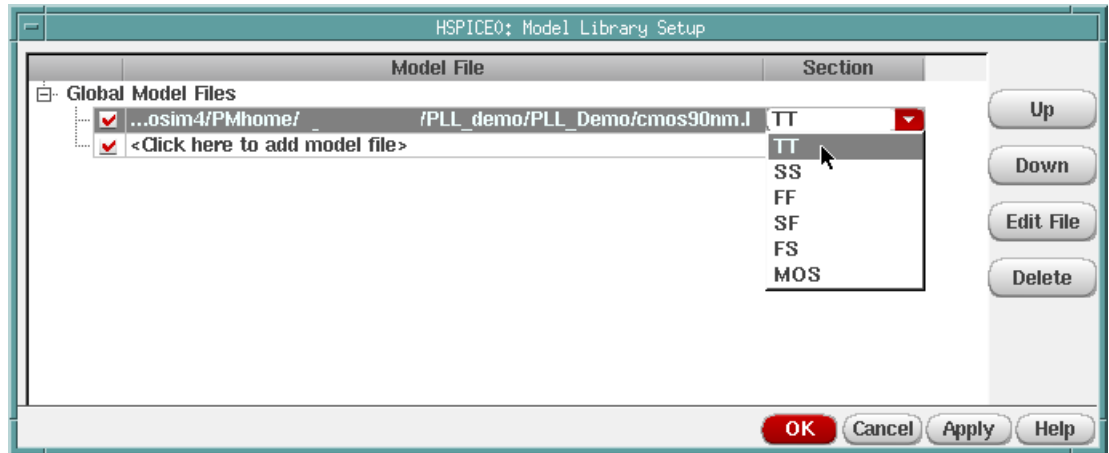 HSPICE0: Model Library Setup
Model File Section
Global Model Files
...osim4/PMhome/ _ /PLL_demo/PLL_Demo/cmos90nm.l TT
<Click here to add model file>
TT
SS
FF
SF
FS
MOS
Up
Down
Edit File
Delete
OK Cancel Apply Help